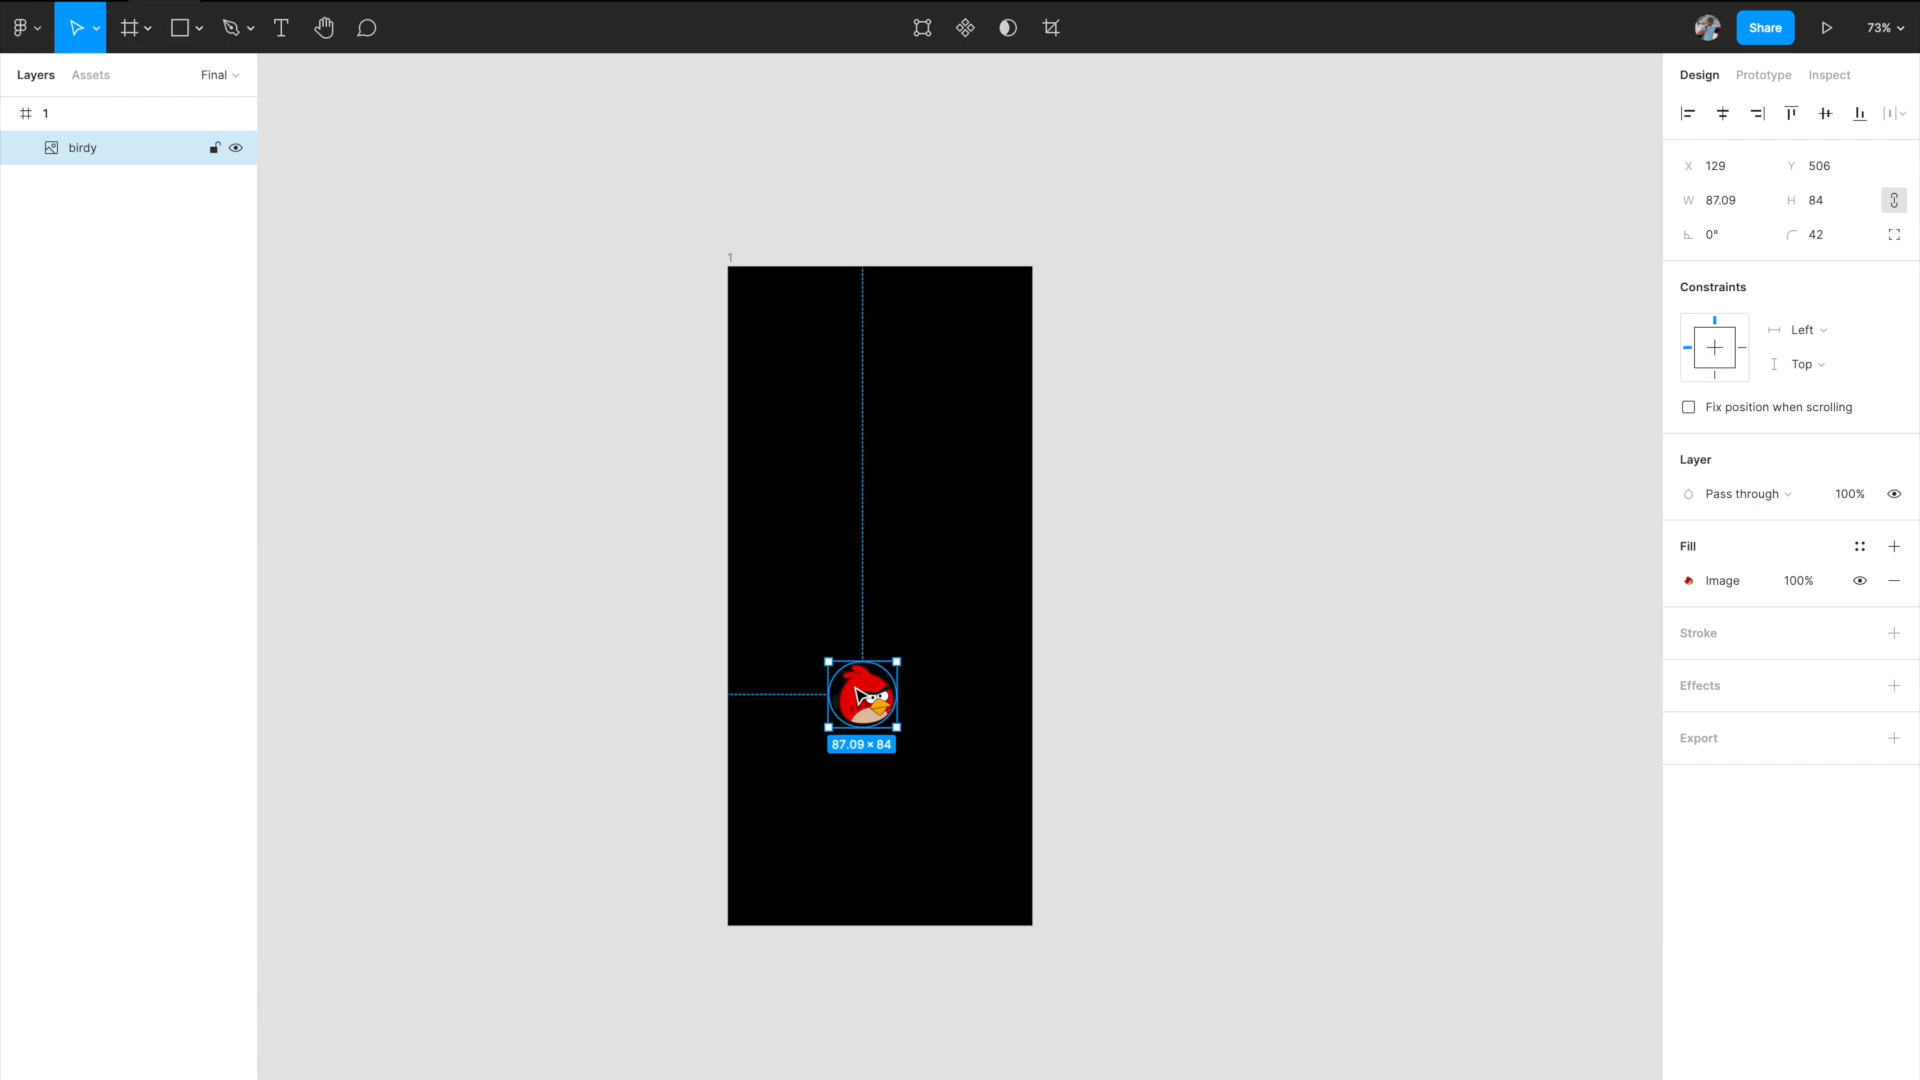 Share
73%
Layers
Assets
Final
Design
Prototype
Inspect
1
birdy
X 129
Y 506
W 87.09
H 84
0°
42
Constraints
Left
Top
Fix position when scrolling
Layer
Pass through
100%
Fill
Image
100%
Stroke
Effects
Export
1
87.09 × 84